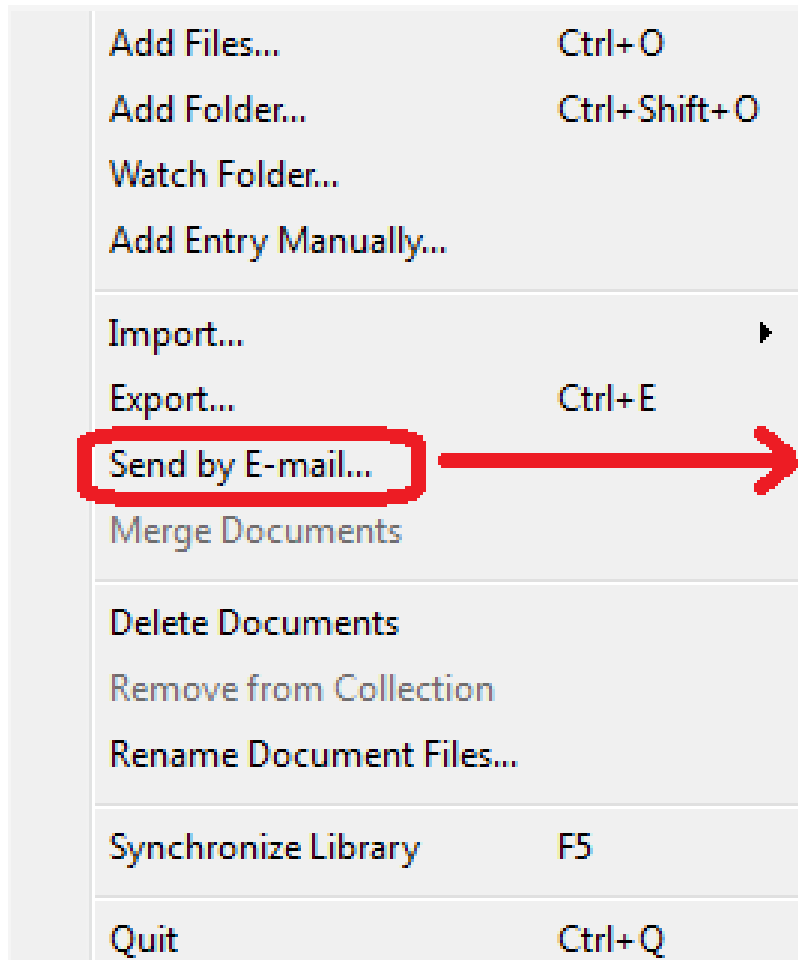 Add Files... Ctrl+O
Add Folder... Ctrl+Shift+O
Watch Folder...
Add Entry Manually...
Import...
Export... Ctrl+E
Send by E-mail...
Merge Documents
Delete Documents
Remove from Collection
Rename Document Files...
Synchronize Library F5
Quit Ctrl+Q